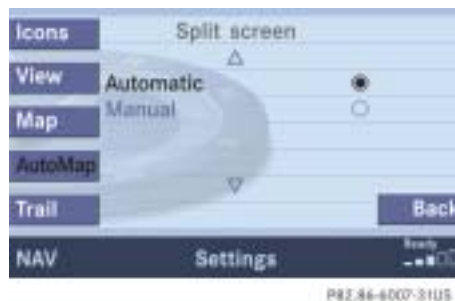 Icons
Split screen
View
Automatic
Map
Manual
AutoMap
Trail
Back
NAV
Settings
Ready
P82.86-6007-31US